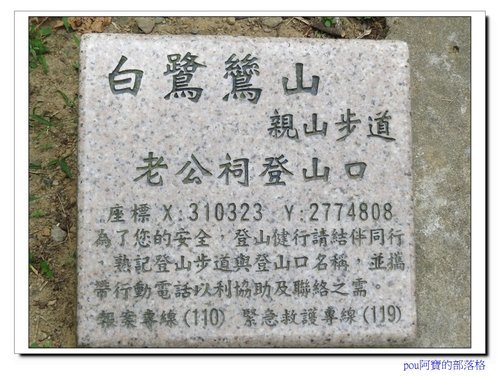 白鷺鷥山
親山步道
老公祠登山口
座標 X:310323 Y:2774808
為了您的安全，登山健行請結伴同行
，熟記登山步道與登山口名稱，並攜
帶行動電話以利協助及聯絡之需。
報案專線(110) 緊急救護專線(119)
pou阿寶的部落格